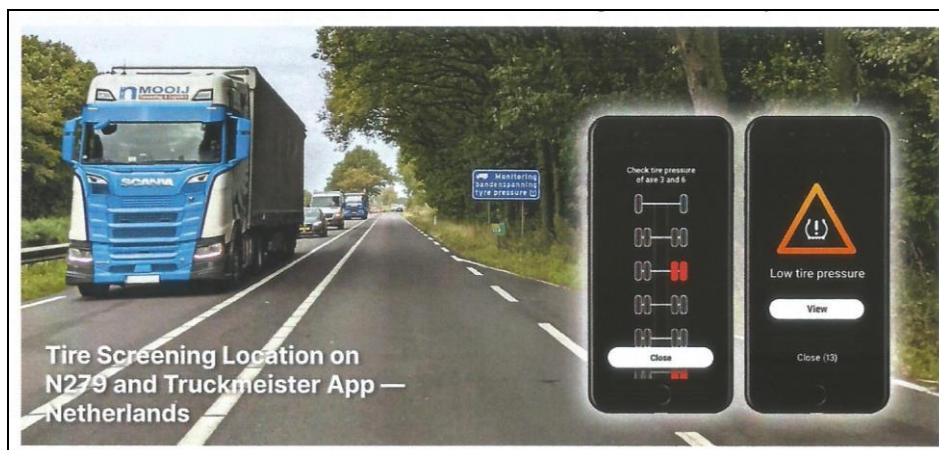 MOOIJ
SCANIA
Monitoring
bandenspanning
tyre pressure
Check tire pressure
of axe 3 and 6
Close
Low tire pressure
View
Close (13)
Tire Screening Location on
N279 and Truckmeister App —
Netherlands